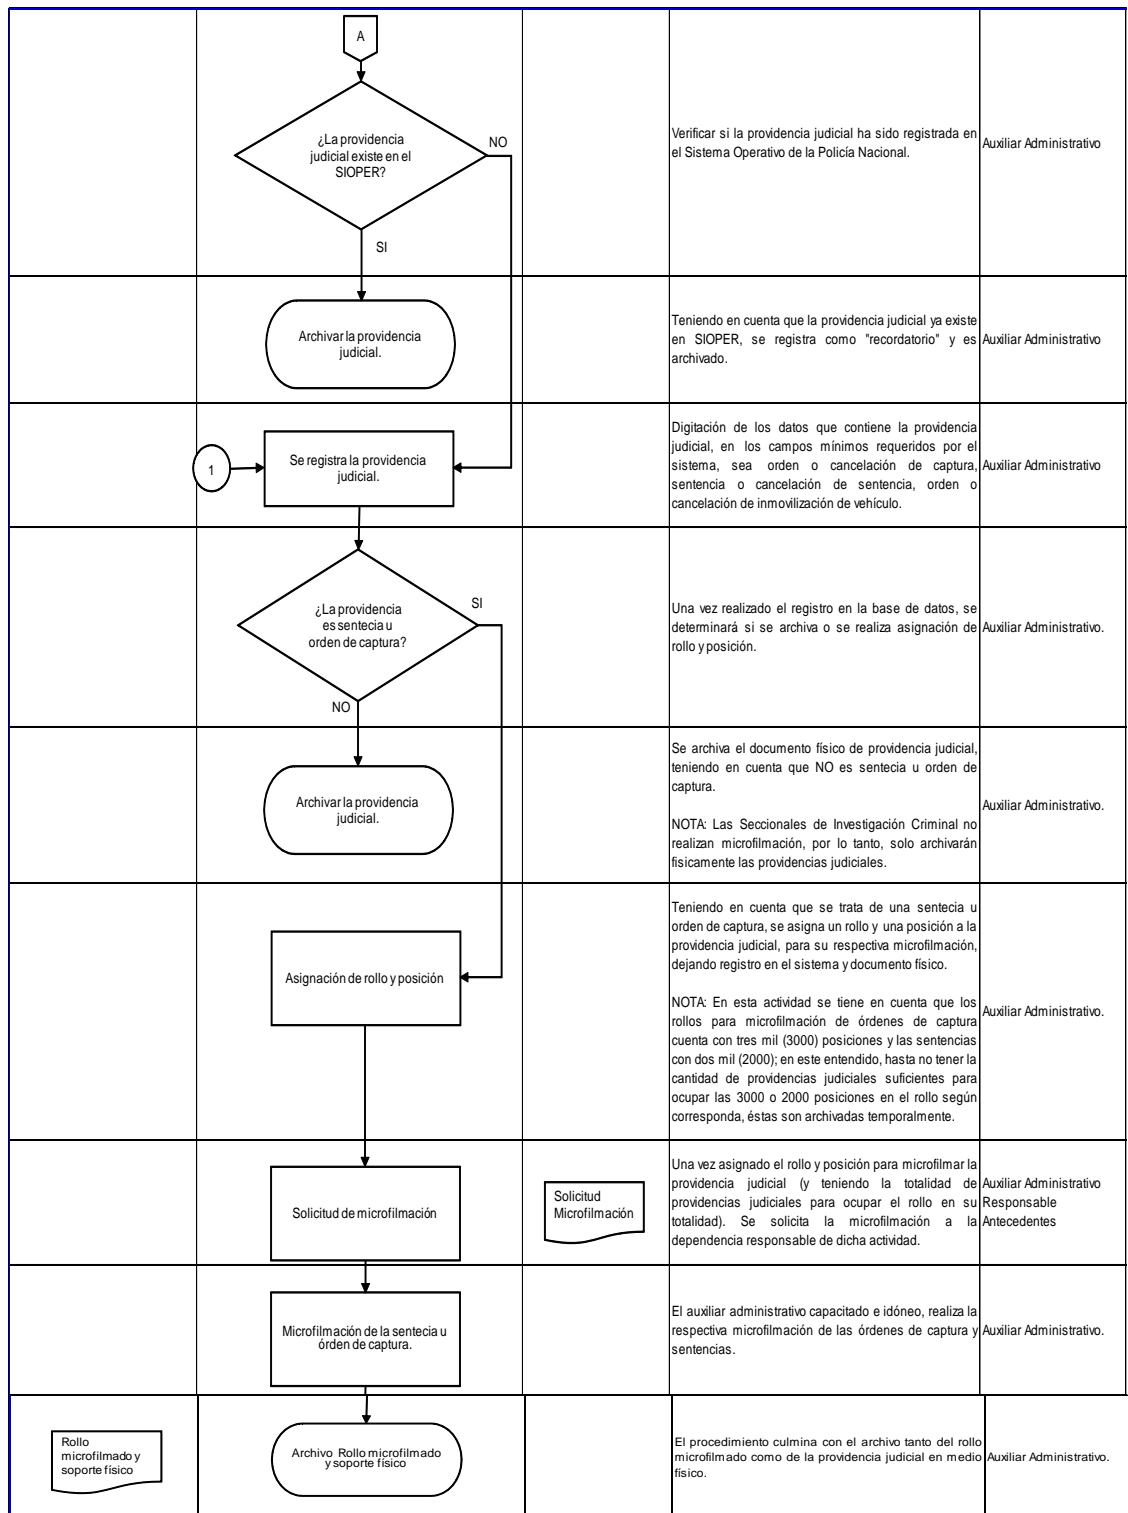 A
¿La providencia
judicial existe en el
SIOPER?
NO
SI
Verificar si la providencia judicial ha sido registrada en
el Sistema Operativo de la Policía Nacional.
Auxiliar Administrativo
Archivar la providencia
judicial.
Teniendo en cuenta que la providencia judicial ya existe
en SIOPER, se registra como "recordatorio" y es
archivado.
Auxiliar Administrativo
1
Se registra la providencia
judicial.
Digitación de los datos que contiene la providencia
judicial, en los campos mínimos requeridos por el
sistema, sea orden o cancelación de captura,
sentencia o cancelación de sentencia, orden o
cancelación de inmovilización de vehículo.
Auxiliar Administrativo
¿La providencia
es sentecia u
orden de captura?
SI
NO
Una vez realizado el registro en la base de datos, se
determinará si se archiva o se realiza asignación de
rollo y posición.
Auxiliar Administrativo.
Archivar la providencia
judicial.
Se archiva el documento físico de providencia judicial,
teniendo en cuenta que NO es sentecia u orden de
captura.
NOTA: Las Seccionales de Investigación Criminal no
realizan microfilmación, por lo tanto, solo archivarán
fisicamente las providencias judiciales.
Auxiliar Administrativo.
Asignación de rollo y posición
Teniendo en cuenta que se trata de una sentecia u
orden de captura, se asigna un rollo y una posición a la
providencia judicial, para su respectiva microfilmación,
dejando registro en el sistema y documento físico.
NOTA: En esta actividad se tiene en cuenta que los
rollos para microfilmación de órdenes de captura
cuenta con tres mil (3000) posiciones y las sentencias
con dos mil (2000); en este entendido, hasta no tener la
cantidad de providencias judiciales suficientes para
ocupar las 3000 o 2000 posiciones en el rollo según
corresponda, éstas son archivadas temporalmente.
Auxiliar Administrativo.
Solicitud de microfilmación
Solicitud
Microfilmación
Una vez asignado el rollo y posición para microfilmar la
providencia judicial (y teniendo la totalidad de
providencias judiciales para ocupar el rollo en su
totalidad). Se solicita la microfilmación a la
dependencia responsable de dicha actividad.
Auxiliar Administrativo
Responsable
Antecedentes
Microfilmación de la sentecia u
órden de captura.
El auxiliar administrativo capacitado e idóneo, realiza la
respectiva microfilmación de las órdenes de captura y
sentencias.
Auxiliar Administrativo.
Rollo
microfilmado y
soporte físico
Archivo Rollo microfilmado
y soporte físico
El procedimiento culmina con el archivo tanto del rollo
microfilmado como de la providencia judicial en medio
físico.
Auxiliar Administrativo.